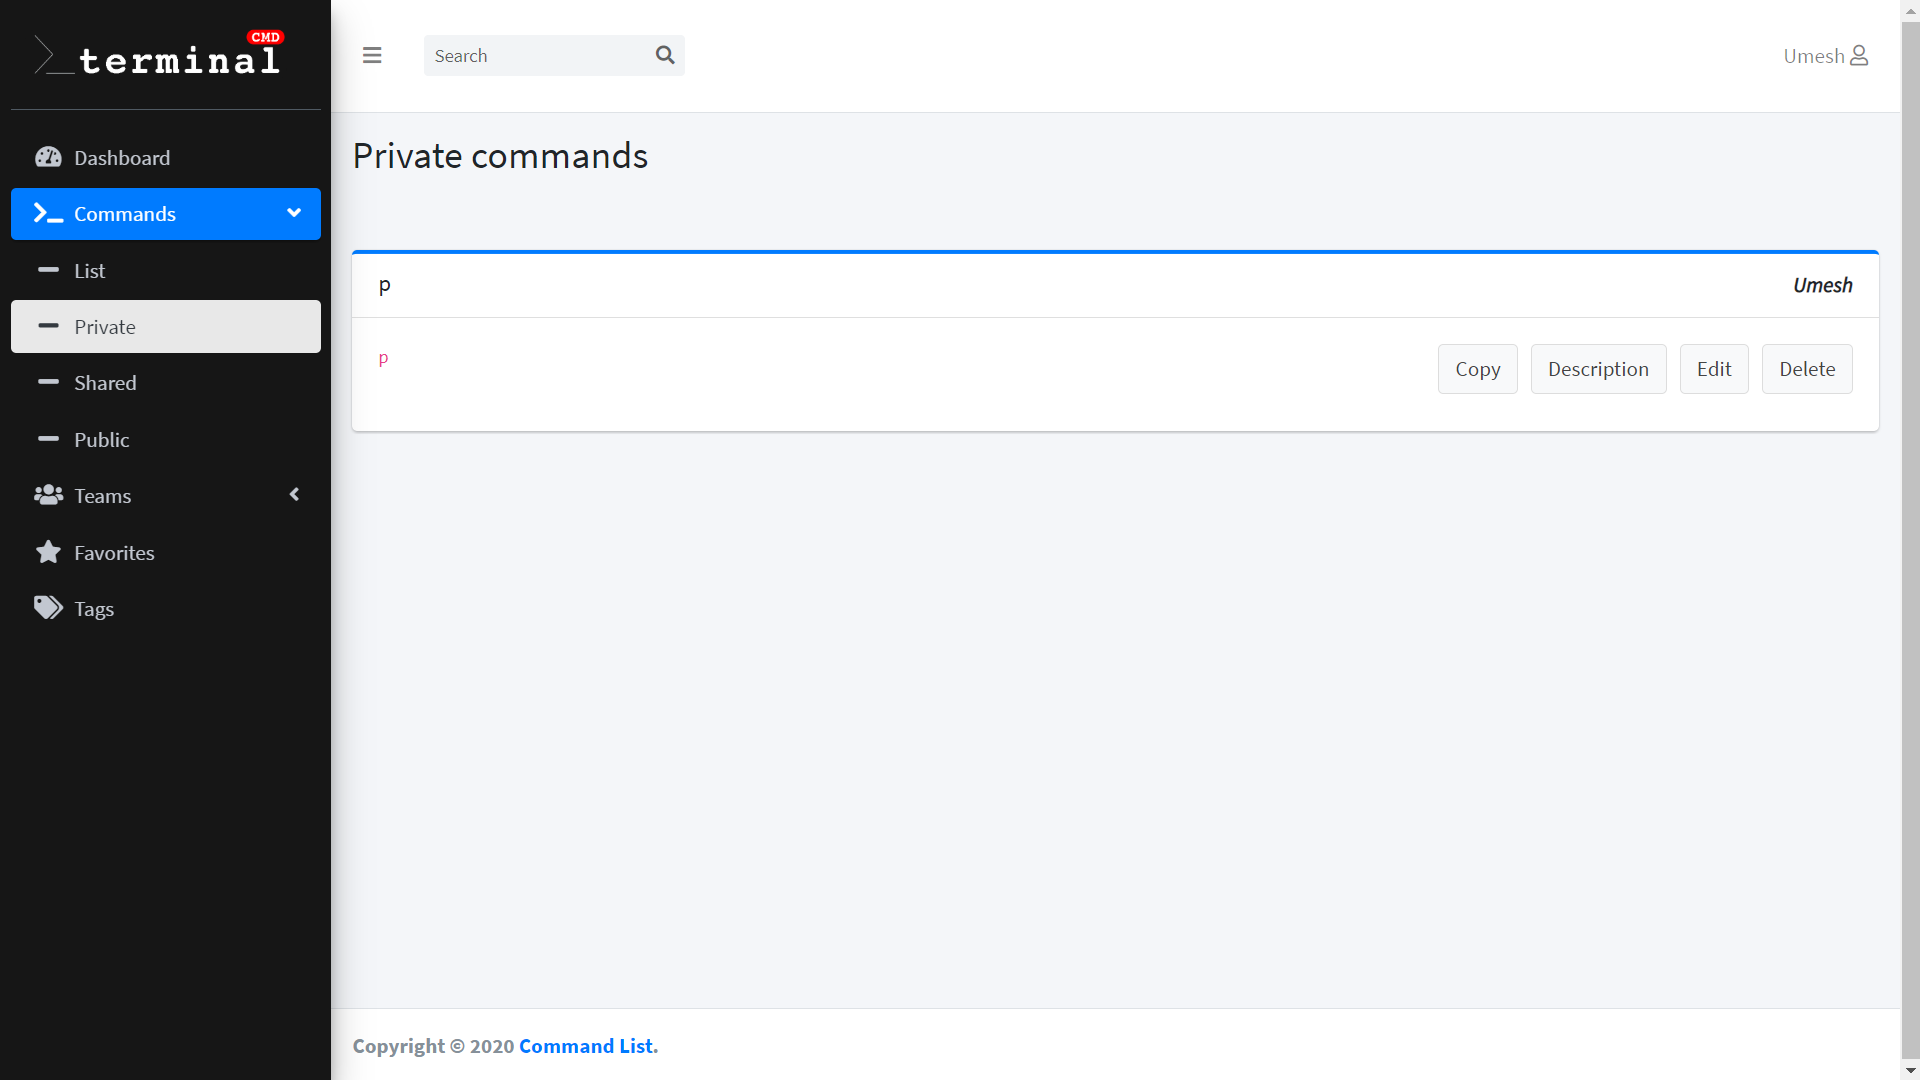 terminal CMD
Dashboard
Commands
List
Private
Shared
Public
Teams
Favorites
Tags
Search
Umesh
Private commands
p
Umesh
p
Copy
Description
Edit
Delete
Copyright © 2020 Command List.